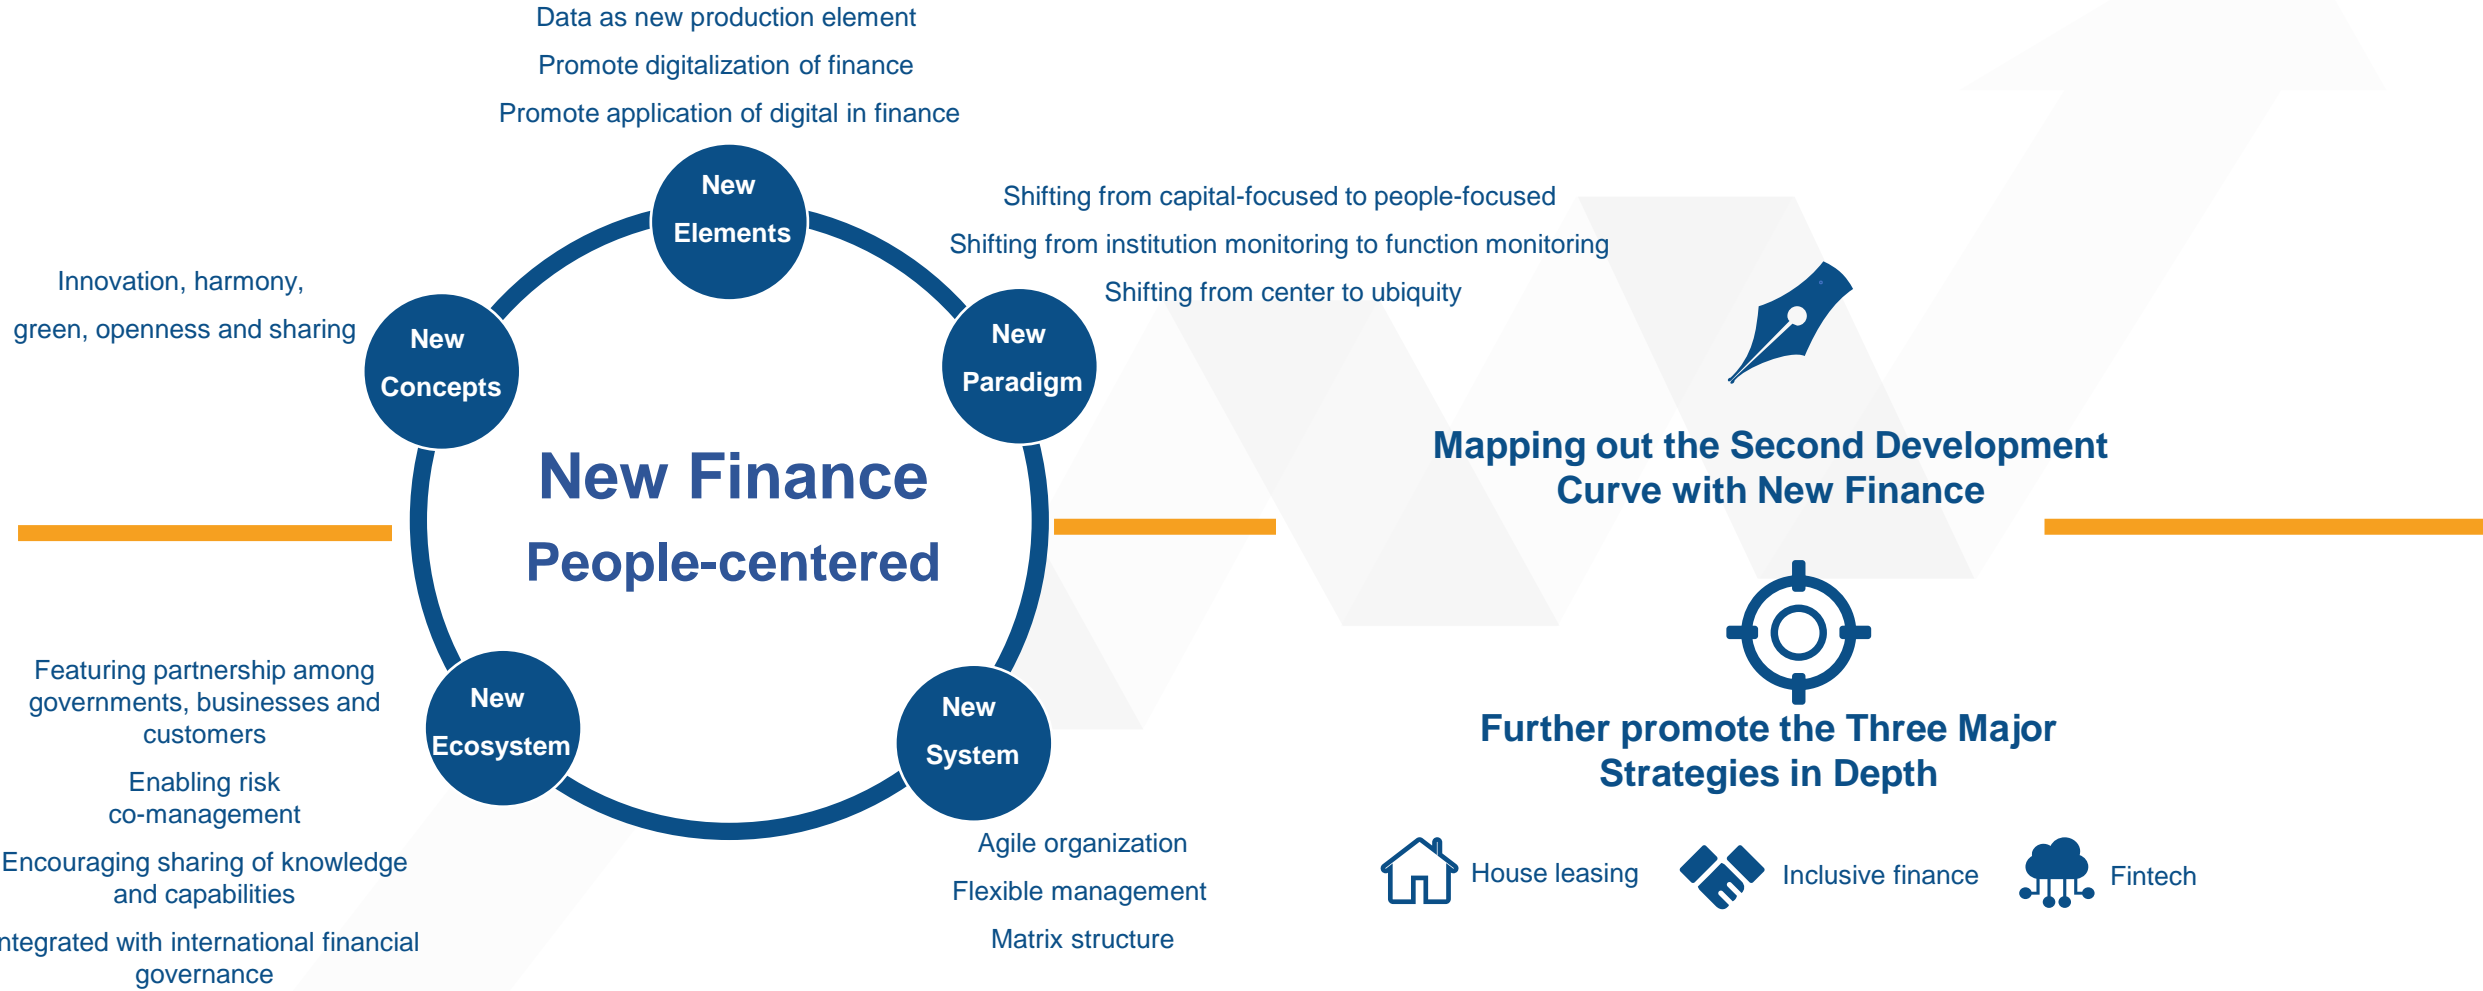 Data as new production element
Promote digitalization of finance
Promote application of digital in finance
New
Elements
Shifting from capital-focused to people-focused
Shifting from institution monitoring to function monitoring
Shifting from center to ubiquity
New
Paradigm
Innovation, harmony,
green, openness and sharing
New
Concepts
New Finance
People-centered
Featuring partnership among
governments, businesses and
customers
Enabling risk
co-management
Encouraging sharing of knowledge
and capabilities
ntegrated with international financial
governance
New
Ecosystem
New
System
Agile organization
Flexible management
Matrix structure
Mapping out the Second Development
Curve with New Finance
Further promote the Three Major
Strategies in Depth
House leasing
Inclusive finance
Fintech